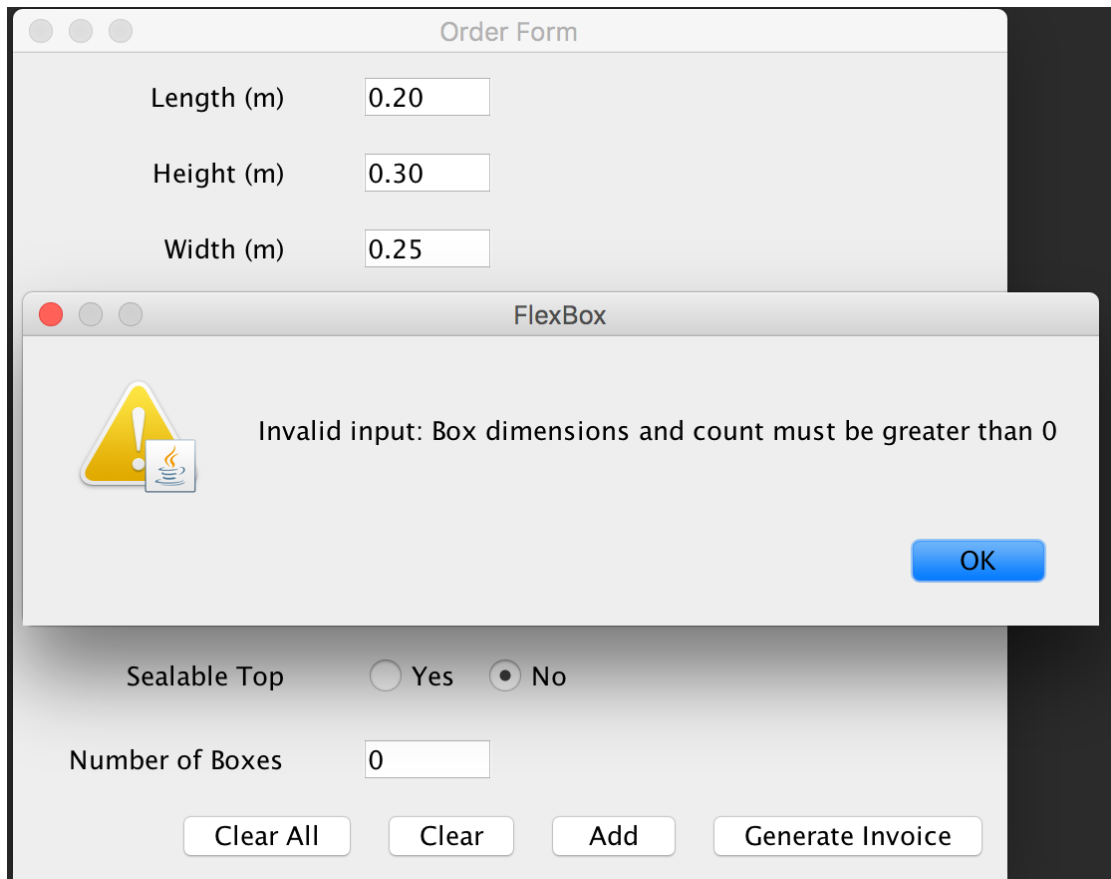 Order Form
Length (m) 0.20
Height (m) 0.30
Width (m) 0.25
FlexBox
Invalid input: Box dimensions and count must be greater than 0
OK
Sealable Top Yes No
Number of Boxes 0
Clear All Clear Add Generate Invoice